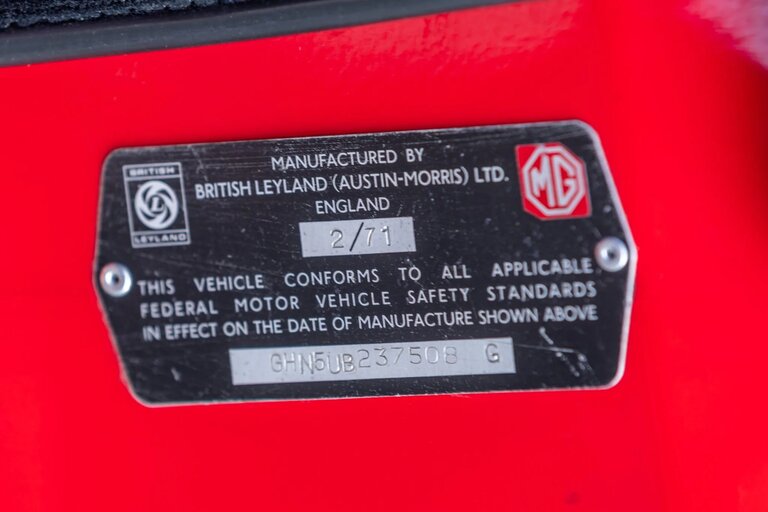 BRITISH
LEYLAND
MANUFACTURED BY
BRITISH LEYLAND (AUSTIN-MORRIS) LTD.
ENGLAND
MG
2/71
THIS VEHICLE CONFORMS TO ALL APPLICABLE
FEDERAL MOTOR VEHICLE SAFETY STANDARDS
IN EFFECT ON THE DATE OF MANUFACTURE SHOWN ABOVE
GHN5UB237508 G